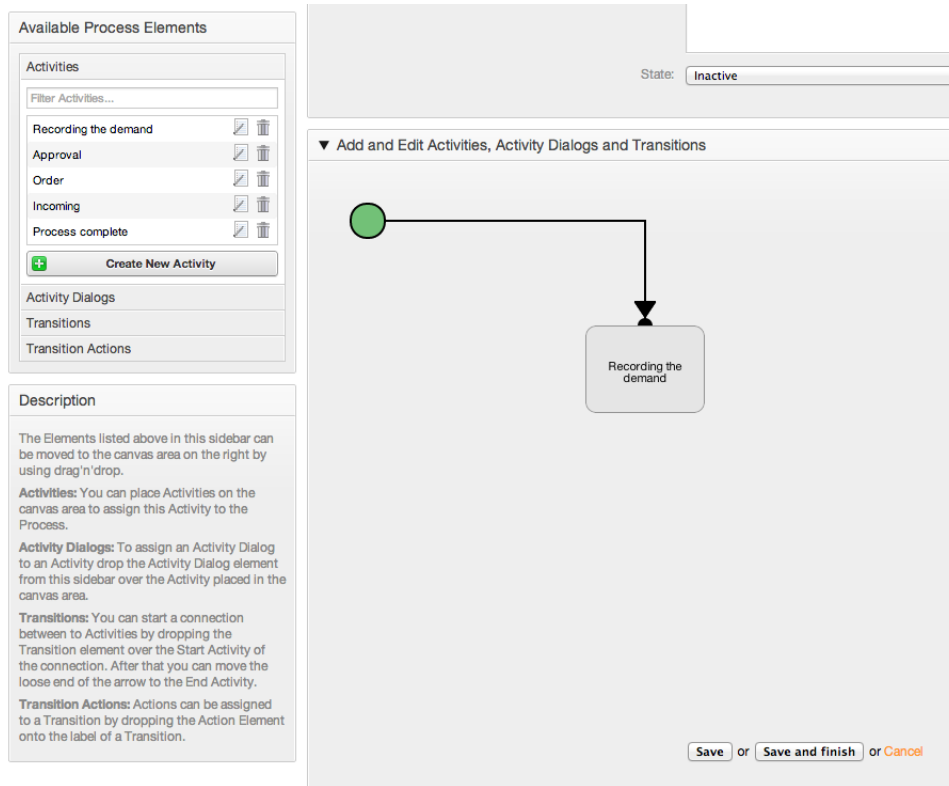 Available Process Elements
Activities
Filter Activities...
Recording the demand
Approval
Order
Incoming
Process complete
Create New Activity
Activity Dialogs
Transitions
Transition Actions
Description
The Elements listed above in this sidebar can
be moved to the canvas area on the right by
using drag'n'drop.
Activities: You can place Activities on the
canvas area to assign this Activity to the
Process.
Activity Dialogs: To assign an Activity Dialog
to an Activity drop the Activity Dialog element
from this sidebar over the Activity placed in the
canvas area.
Transitions: You can start a connection
between to Activities by dropping the
Transition element over the Start Activity of
the connection. After that you can move the
loose end of the arrow to the End Activity.
Transition Actions: Actions can be assigned
to a Transition by dropping the Action Element
onto the label of a Transition.
State: Inactive
▼ Add and Edit Activities, Activity Dialogs and Transitions
Recording the
demand
Save or Save and finish or Cancel